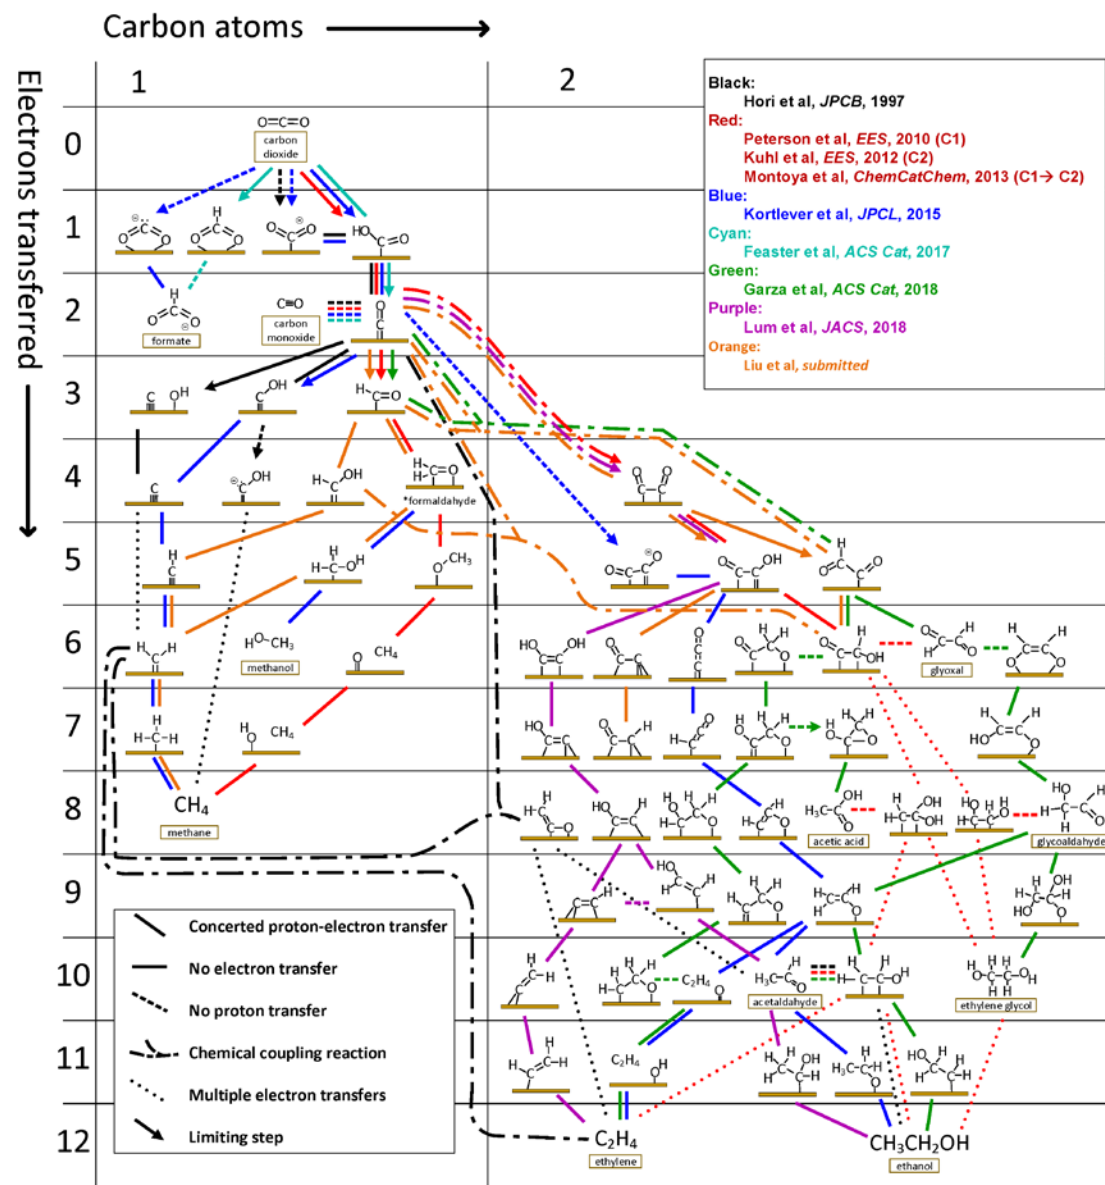 Carbon atoms
Electrons transferred
1
2
0
1
2
3
4
5
6
7
8
9
10
11
12
Black:
Hori et al, JPCB, 1997
Red:
Peterson et al, EES, 2010 (C1)
Kuhl et al, EES, 2012 (C2)
Montoya et al, ChemCatChem, 2013 (C1→ C2)
Blue:
Kortlever et al, JPCL, 2015
Cyan:
Feaster et al, ACS Cat, 2017
Green:
Garza et al, ACS Cat, 2018
Purple:
Lum et al, JACS, 2018
Orange:
Liu et al, submitted
O=C=O
carbon
dioxide
formate
C≡O
carbon
monoxide
*formaldahyde
methanol
CH₄
CH₄
CH₄
methane
glyoxal
acetic acid
glycoaldahyde
C₂H₄
acetaldahyde
ethylene glycol
C₂H₄
C₂H₄
ethylene
CH₃CH₂OH
ethanol
Concerted proton-electron transfer
No electron transfer
No proton transfer
Chemical coupling reaction
Multiple electron transfers
Limiting step